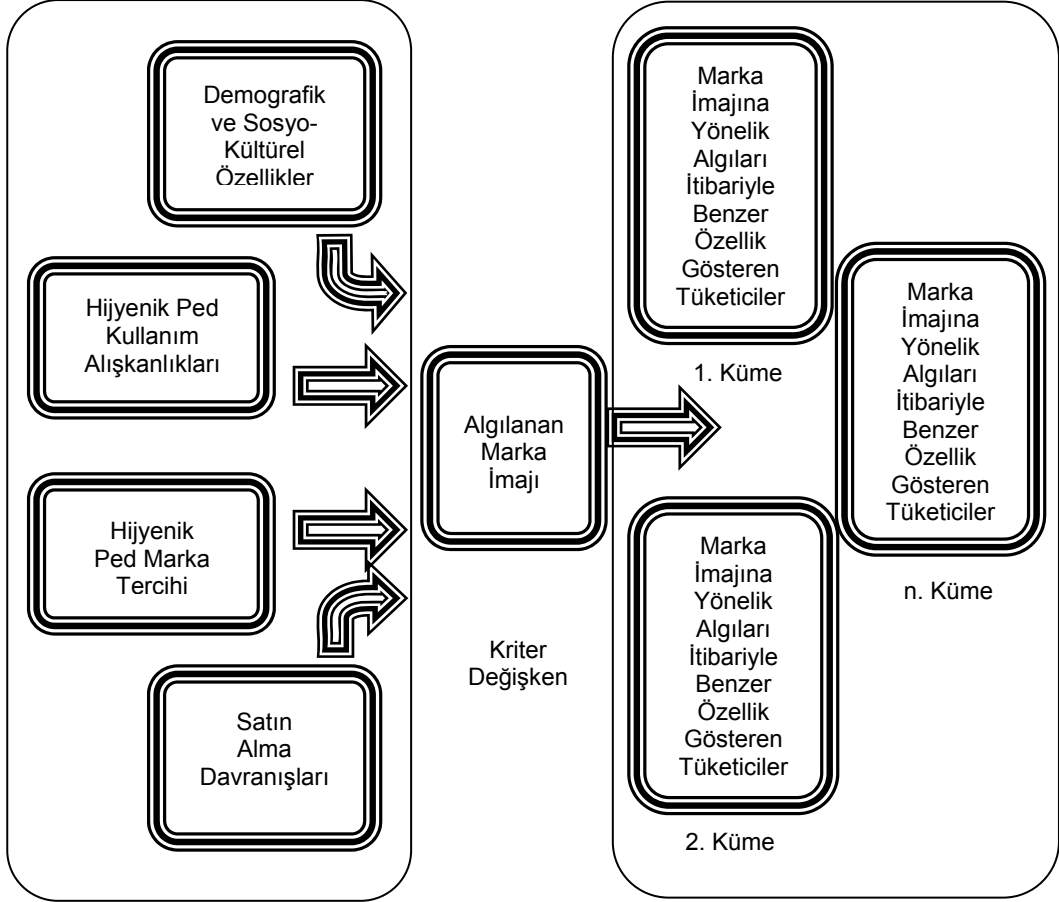 Demografik
ve Sosyo-
Kültürel
Özellikler
Hijyenik Ped
Kullanım
Alışkanlıkları
Hijyenik
Ped Marka
Tercihi
Satın
Alma
Davranışları
Algılanan
Marka
İmajı
Kriter
Değişken
Marka
İmajına
Yönelik
Algıları
İtibariyle
Benzer
Özellik
Gösteren
Tüketiciler
1. Küme
Marka
İmajına
Yönelik
Algıları
İtibariyle
Benzer
Özellik
Gösteren
Tüketiciler
2. Küme
Marka
İmajına
Yönelik
Algıları
İtibariyle
Benzer
Özellik
Gösteren
Tüketiciler
n. Küme